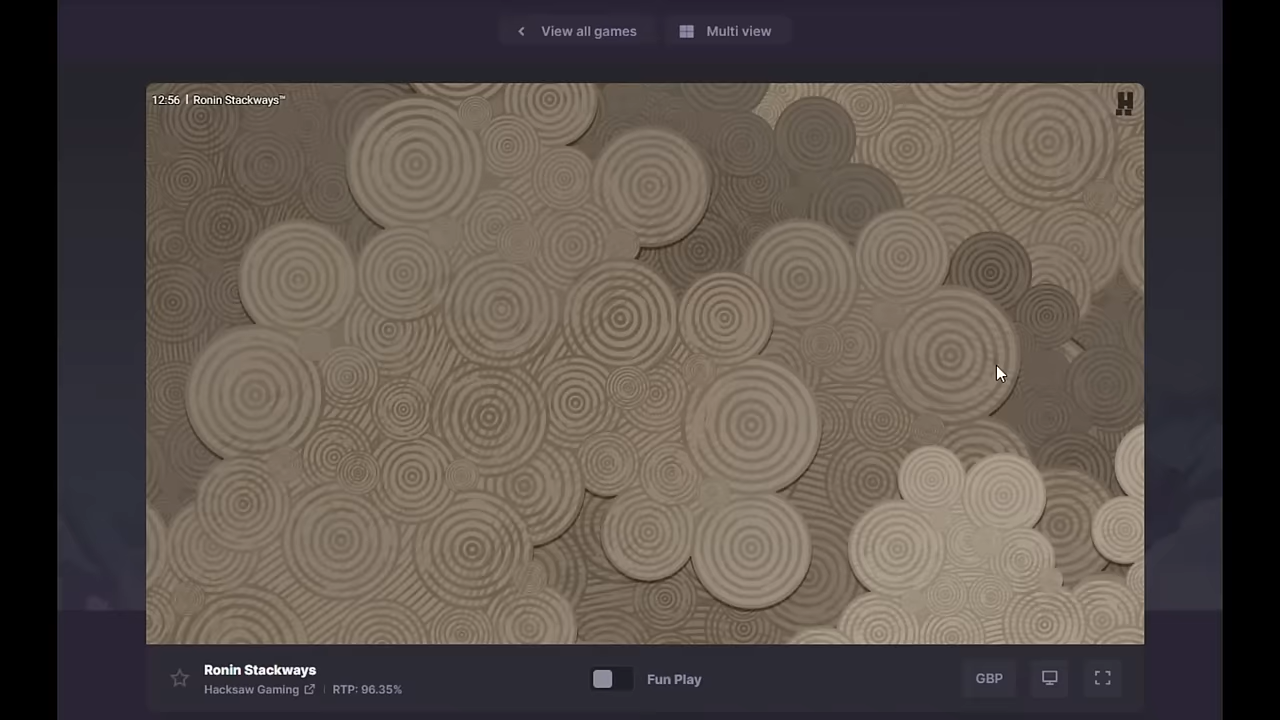 View all games
Multi view
12:56 | Ronin Stackways™
Ronin Stackways
Hacksaw Gaming | RTP: 96.35%
Fun Play
GBP